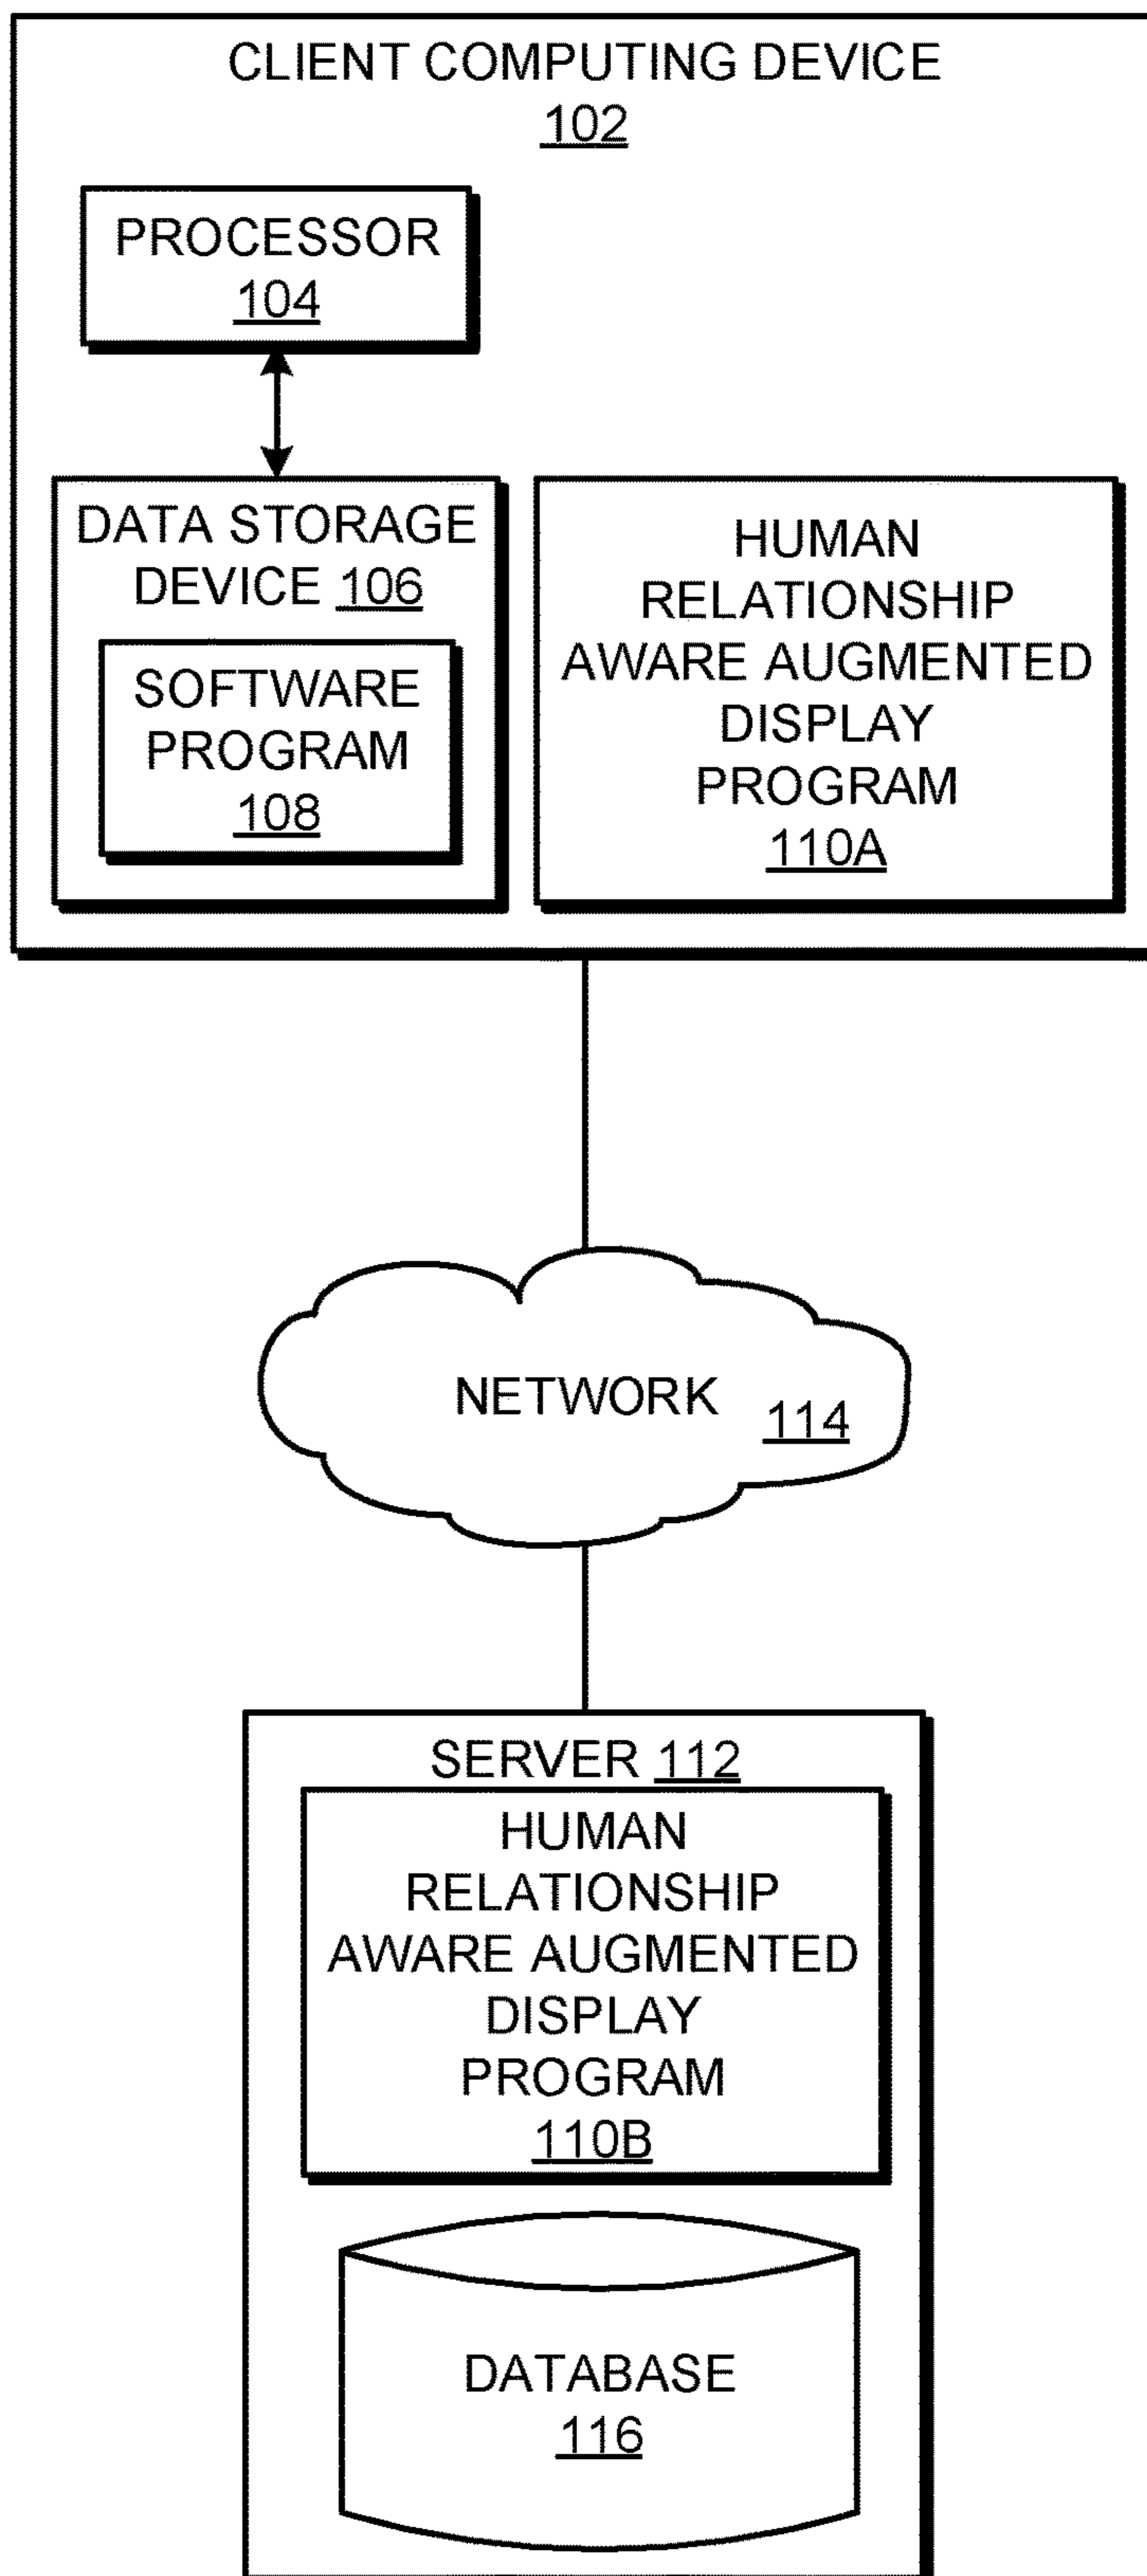 CLIENT COMPUTING DEVICE
102
PROCESSOR
104
DATA STORAGE
DEVICE 106
SOFTWARE
PROGRAM
108
HUMAN
RELATIONSHIP
AWARE AUGMENTED
DISPLAY
PROGRAM
110A
NETWORK 114
SERVER 112
HUMAN
RELATIONSHIP
AWARE AUGMENTED
DISPLAY
PROGRAM
110B
DATABASE
116